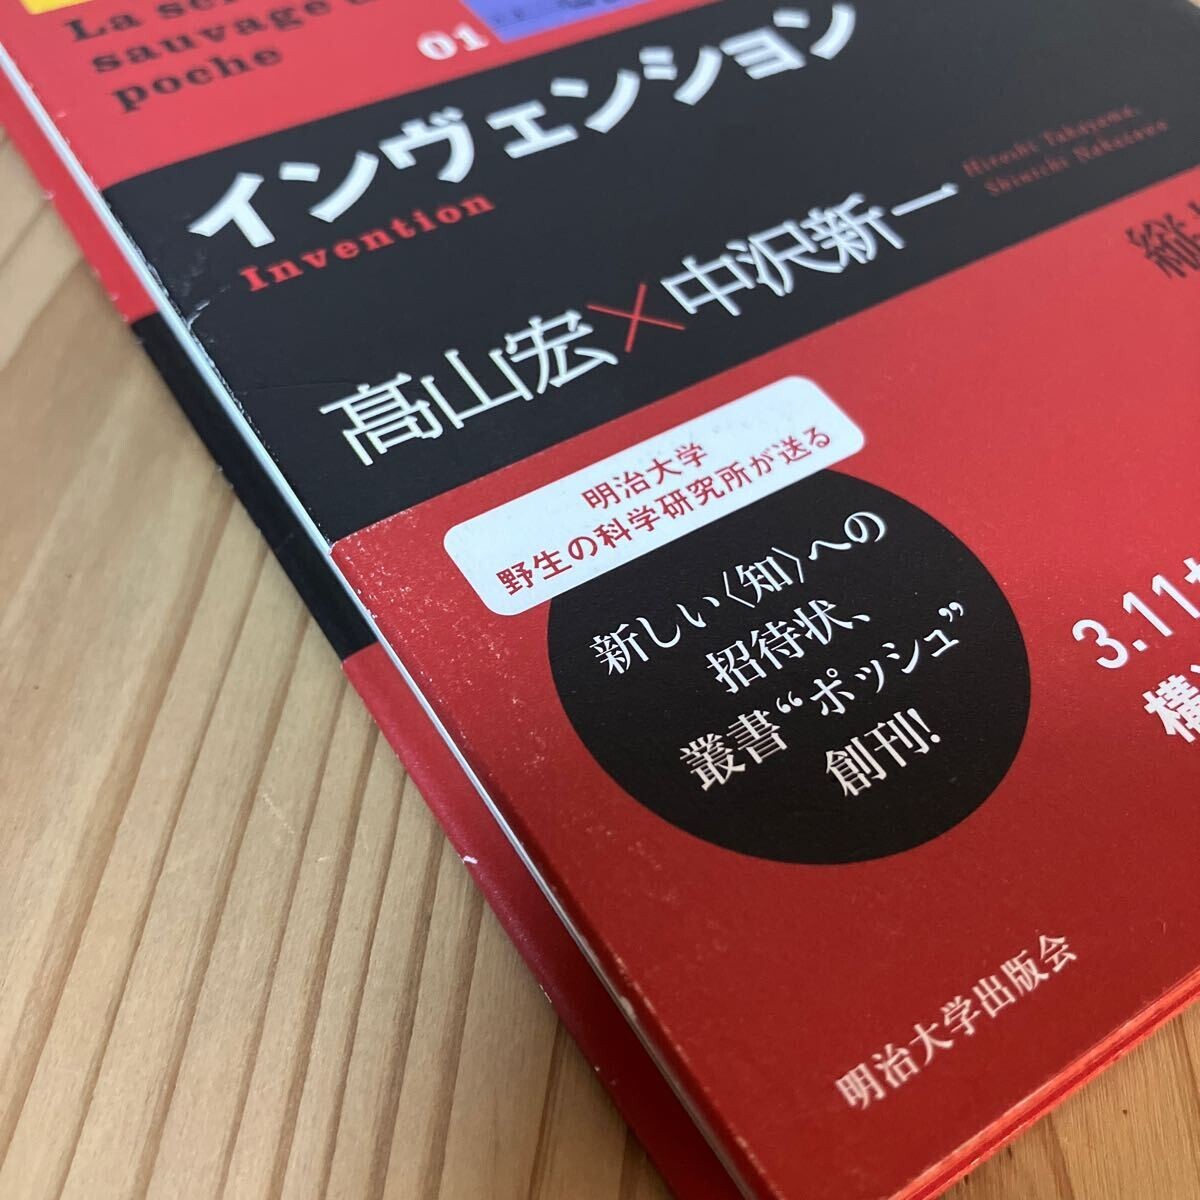 La
sauvage
poche
01
インヴェンション
Invention
髙山宏×中沢新一
Hiroshi Takayama,
Shinichi Nakazawa
縦
明治大学
野生の科学研究所が送る
新しい〈知〉への
招待状、
叢書“ポッシュ”
創刊!
3.11
横
明治大学出版会